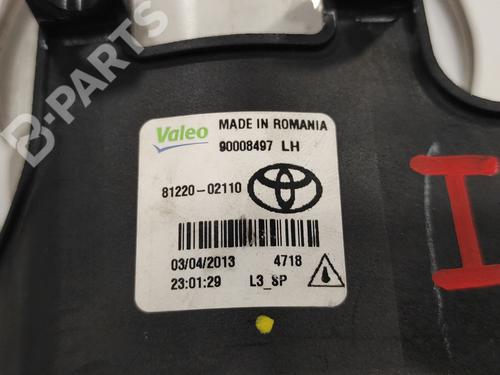 B-PARTS
Valeo MADE IN ROMANIA
90008497 LH
81220-02110
03/04/2013 4718
23:01:29 L3_SP
I